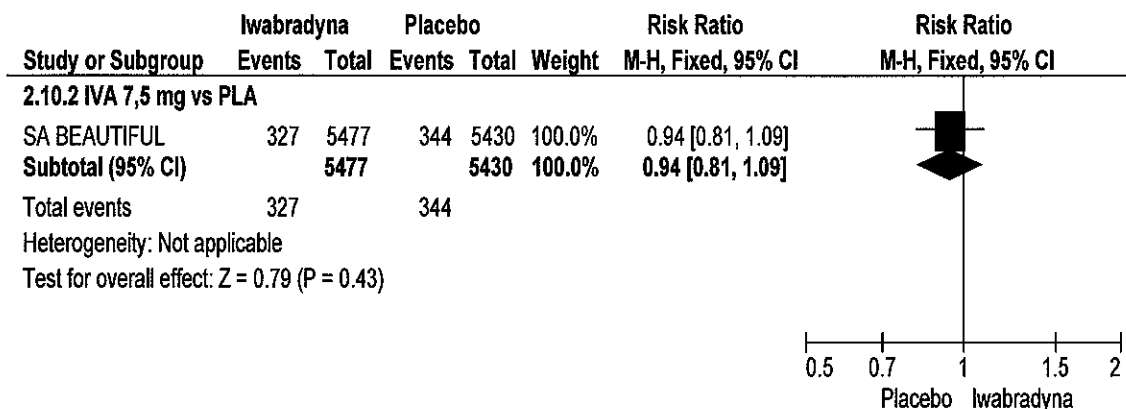 Iwabradyna Placebo Risk Ratio Risk Ratio
Study or Subgroup Events Total Events Total Weight M-H, Fixed, 95% CI M-H, Fixed, 95% CI
2.10.2 IVA 7,5 mg vs PLA
SA BEAUTIFUL 327 5477 344 5430 100.0% 0.94 [0.81, 1.09]
Subtotal (95% CI) 5477 5430 100.0% 0.94 [0.81, 1.09]
Total events 327 344
Heterogeneity: Not applicable
Test for overall effect: Z = 0.79 (P = 0.43)
0.5 0.7 1 1.5 2
Placebo Iwabradyna